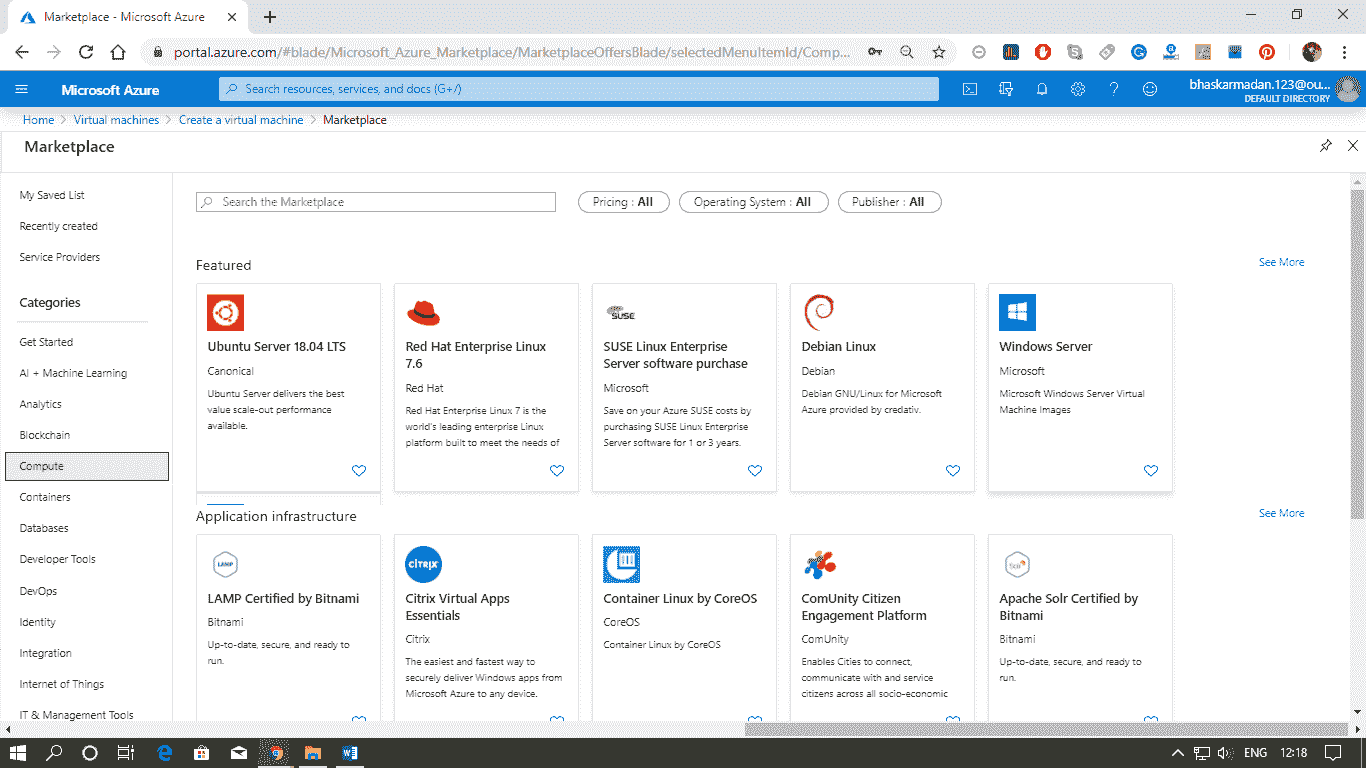 Marketplace - Microsoft Azure
portal.azure.com/#blade/Microsoft_Azure_Marketplace/MarketplaceOffersBlade/selectedMenuItemId/Comp...
Microsoft Azure
Search resources, services, and docs (G+/)
bhaskarmadan.123@ou...
DEFAULT DIRECTORY
Home > Virtual machines > Create a virtual machine > Marketplace
Marketplace
My Saved List
Recently created
Service Providers
Categories
Get Started
AI + Machine Learning
Analytics
Blockchain
Compute
Containers
Databases
Developer Tools
DevOps
Identity
Integration
Internet of Things
IT & Management Tools
Search the Marketplace
Pricing : All
Operating System : All
Publisher : All
Featured
See More
Ubuntu Server 18.04 LTS
Canonical
Ubuntu Server delivers the best
value scale-out performance
available.
Red Hat Enterprise Linux
7.6
Red Hat
Red Hat Enterprise Linux 7 is the
world's leading enterprise Linux
platform built to meet the needs of
SUSE
SUSE Linux Enterprise
Server software purchase
Microsoft
Save on your Azure SUSE costs by
purchasing SUSE Linux Enterprise
Server software for 1 or 3 years.
Debian Linux
Debian
Debian GNU/Linux for Microsoft
Azure provided by credativ.
Windows Server
Microsoft
Microsoft Windows Server Virtual
Machine Images
Application infrastructure
See More
LAMP
LAMP Certified by Bitnami
Bitnami
Up-to-date, secure, and ready to
run.
CITRIX
Citrix Virtual Apps
Essentials
Citrix
The easiest and fastest way to
securely deliver Windows apps from
Microsoft Azure to any device.
Container Linux by CoreOS
CoreOS
Container Linux by CoreOS
ComUnity Citizen
Engagement Platform
ComUnity
Enables Cities to connect,
communicate with and service
citizens across all socio-economic
Solr
Apache Solr Certified by
Bitnami
Bitnami
Up-to-date, secure, and ready to
run.
ENG
12:18